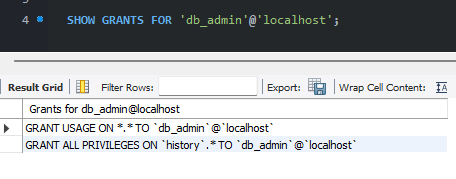 4 SHOW GRANTS FOR 'db_admin'@'localhost';
Result Grid Filter Rows: Export: Wrap Cell Content:
Grants for db_admin@localhost
GRANT USAGE ON *.* TO `db_admin`@`localhost`
GRANT ALL PRIVILEGES ON `history`.* TO `db_admin`@`localhost`